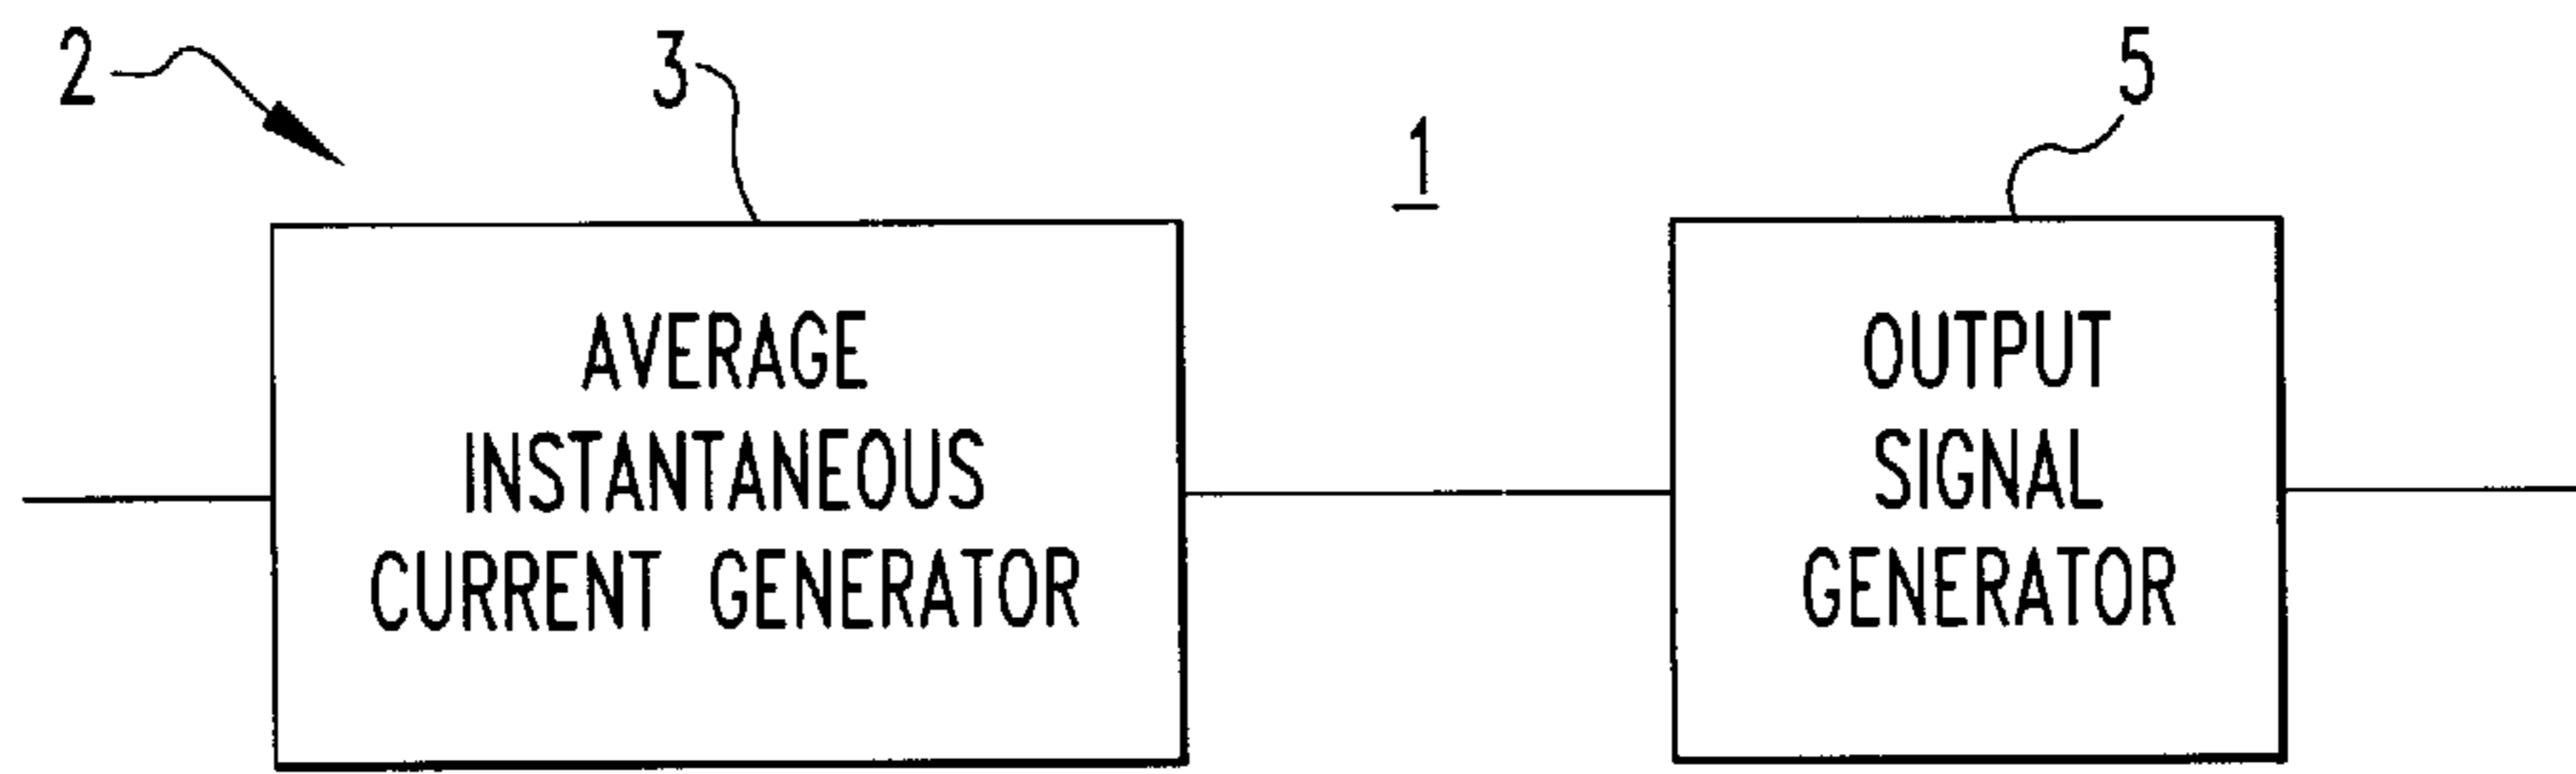 2
3
1
5
AVERAGE
INSTANTANEOUS
CURRENT GENERATOR
OUTPUT
SIGNAL
GENERATOR